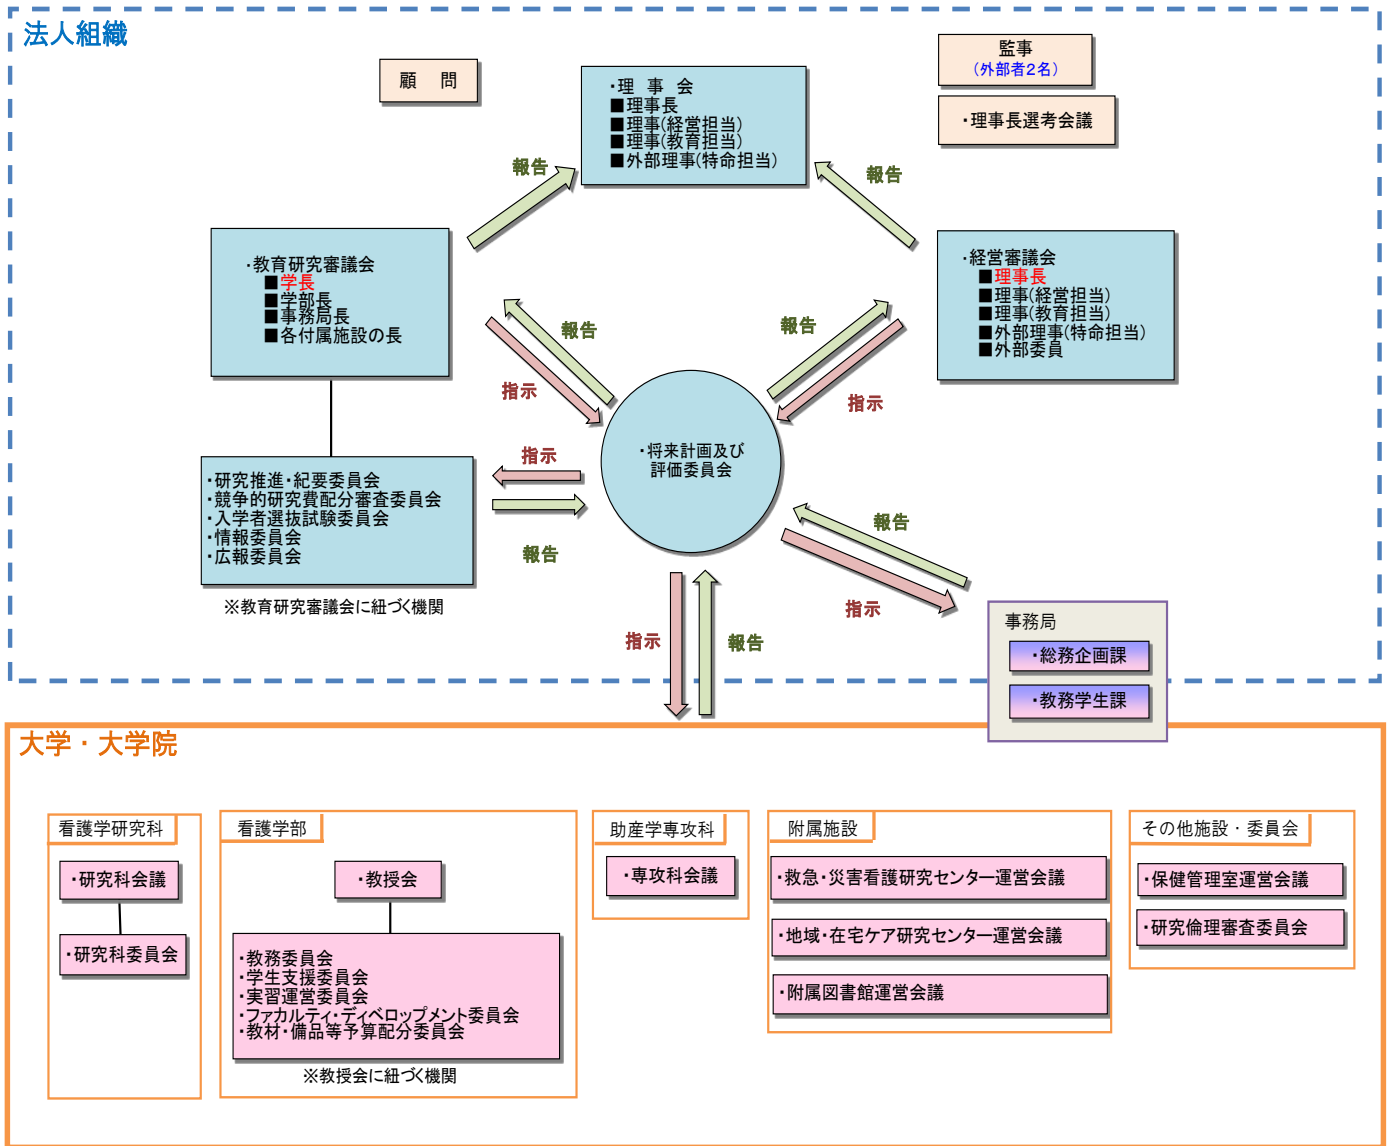 法人組織
顧　問
監事
（外部者２名）
・理事長選考会議
・理　事　会
■理事長
■理事(経営担当)
■理事(教育担当)
■外部理事(特命担当)
報告
報告
・教育研究審議会
■学長
■学部長
■事務局長
■各付属施設の長
・経営審議会
■理事長
■理事(経営担当)
■理事(教育担当)
■外部理事(特命担当)
■外部委員
報告
指示
報告
指示
・将来計画及び
評価委員会
指示
報告
・研究推進・紀要委員会
・競争的研究費配分審査委員会
・入学者選抜試験委員会
・情報委員会
・広報委員会
※教育研究審議会に紐づく機関
報告
指示
指示
報告
事務局
・総務企画課
・教務学生課
大学・大学院
看護学研究科
・研究科会議
・研究科委員会
看護学部
・教授会
・教務委員会
・学生支援委員会
・実習運営委員会
・ファカルティ・ディベロップメント委員会
・教材・備品等予算配分委員会
※教授会に紐づく機関
助産学専攻科
・専攻科会議
附属施設
・救急・災害看護研究センター運営会議
・地域・在宅ケア研究センター運営会議
・附属図書館運営会議
その他施設・委員会
・保健管理室運営会議
・研究倫理審査委員会